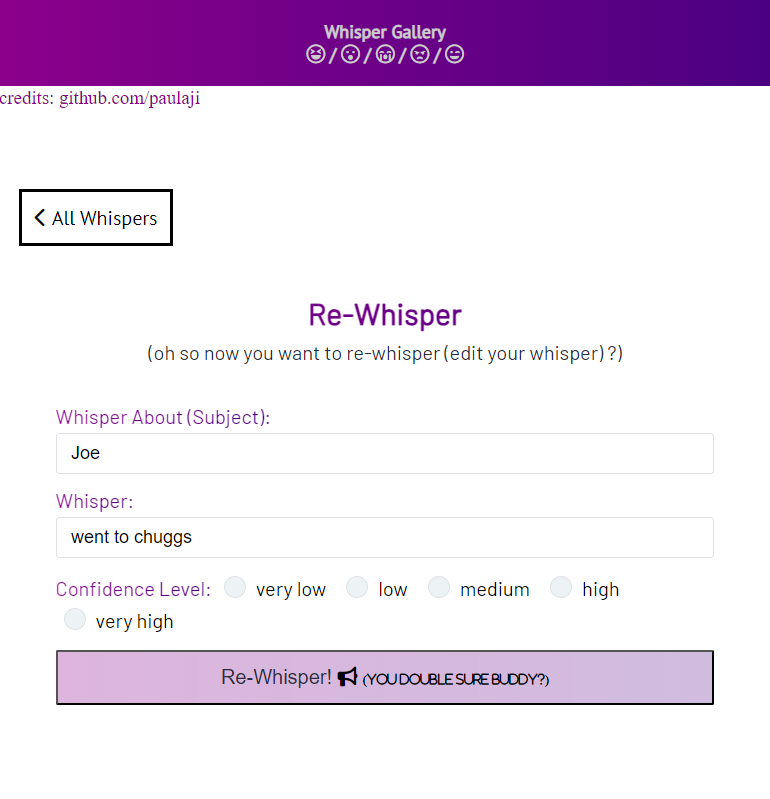 Whisper Gallery
/ / / /
credits: github.com/paulaji
All Whispers
Re-Whisper
(oh so now you want to re-whisper (edit your whisper) ?)
Whisper About (Subject):
Joe
Whisper:
went to chuggs
Confidence Level: very low low medium high
very high
Re-Whisper! (YOU DOUBLE SURE BUDDY?)